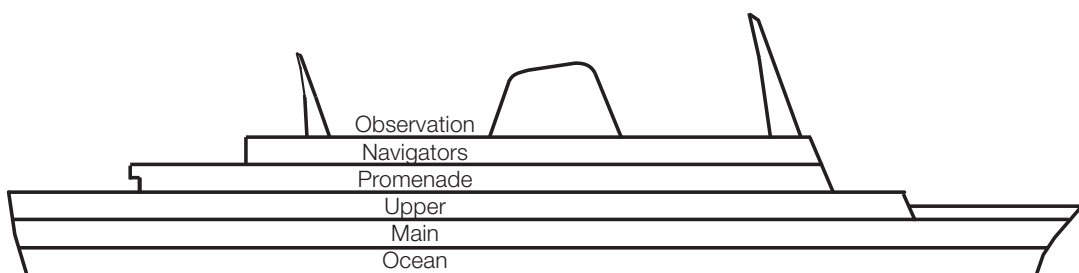 Observation
Navigators
Promenade
Upper
Main
Ocean